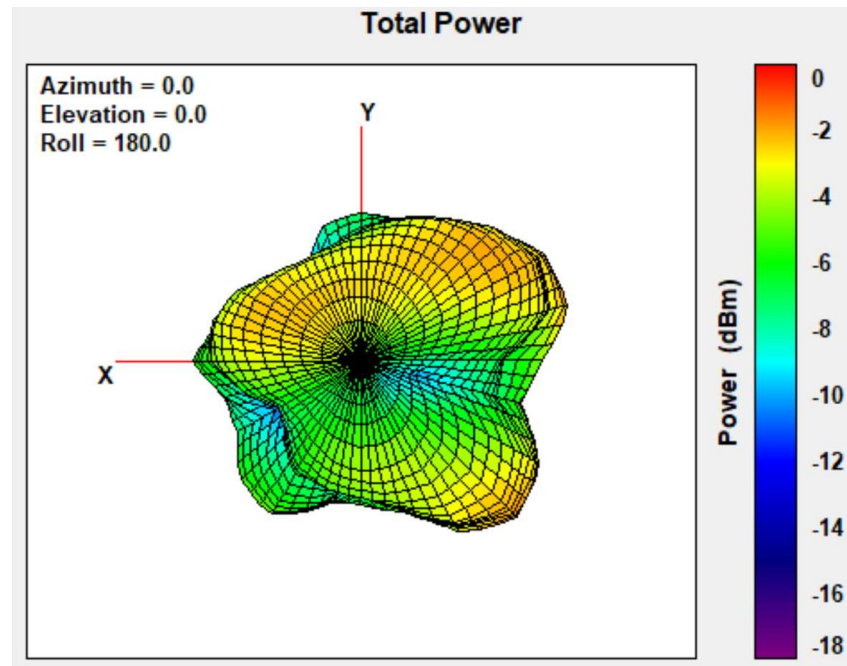 Total Power
Azimuth = 0.0
Elevation = 0.0
Roll = 180.0
Y
X
0
-2
-4
-6
-8
-10
-12
-14
-16
-18
Power (dBm)